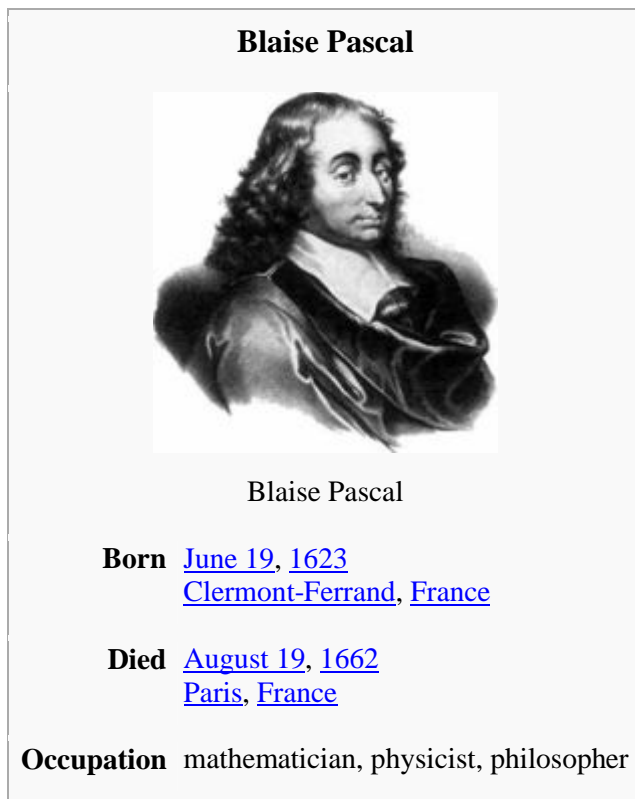 Blaise Pascal
Blaise Pascal
Born June 19, 1623
Clermont-Ferrand, France
Died August 19, 1662
Paris, France
Occupation mathematician, physicist, philosopher